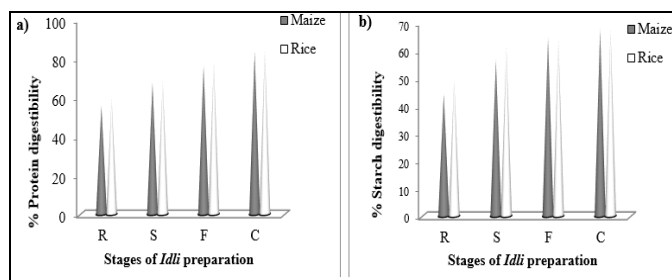 a)
% Protein digestibility
100
80
60
40
20
0
R S F C
Stages of Idli preparation
Maize
Rice
b)
% Starch digestibility
70
60
50
40
30
20
10
0
R S F C
Stages of Idli preparation
Maize
Rice